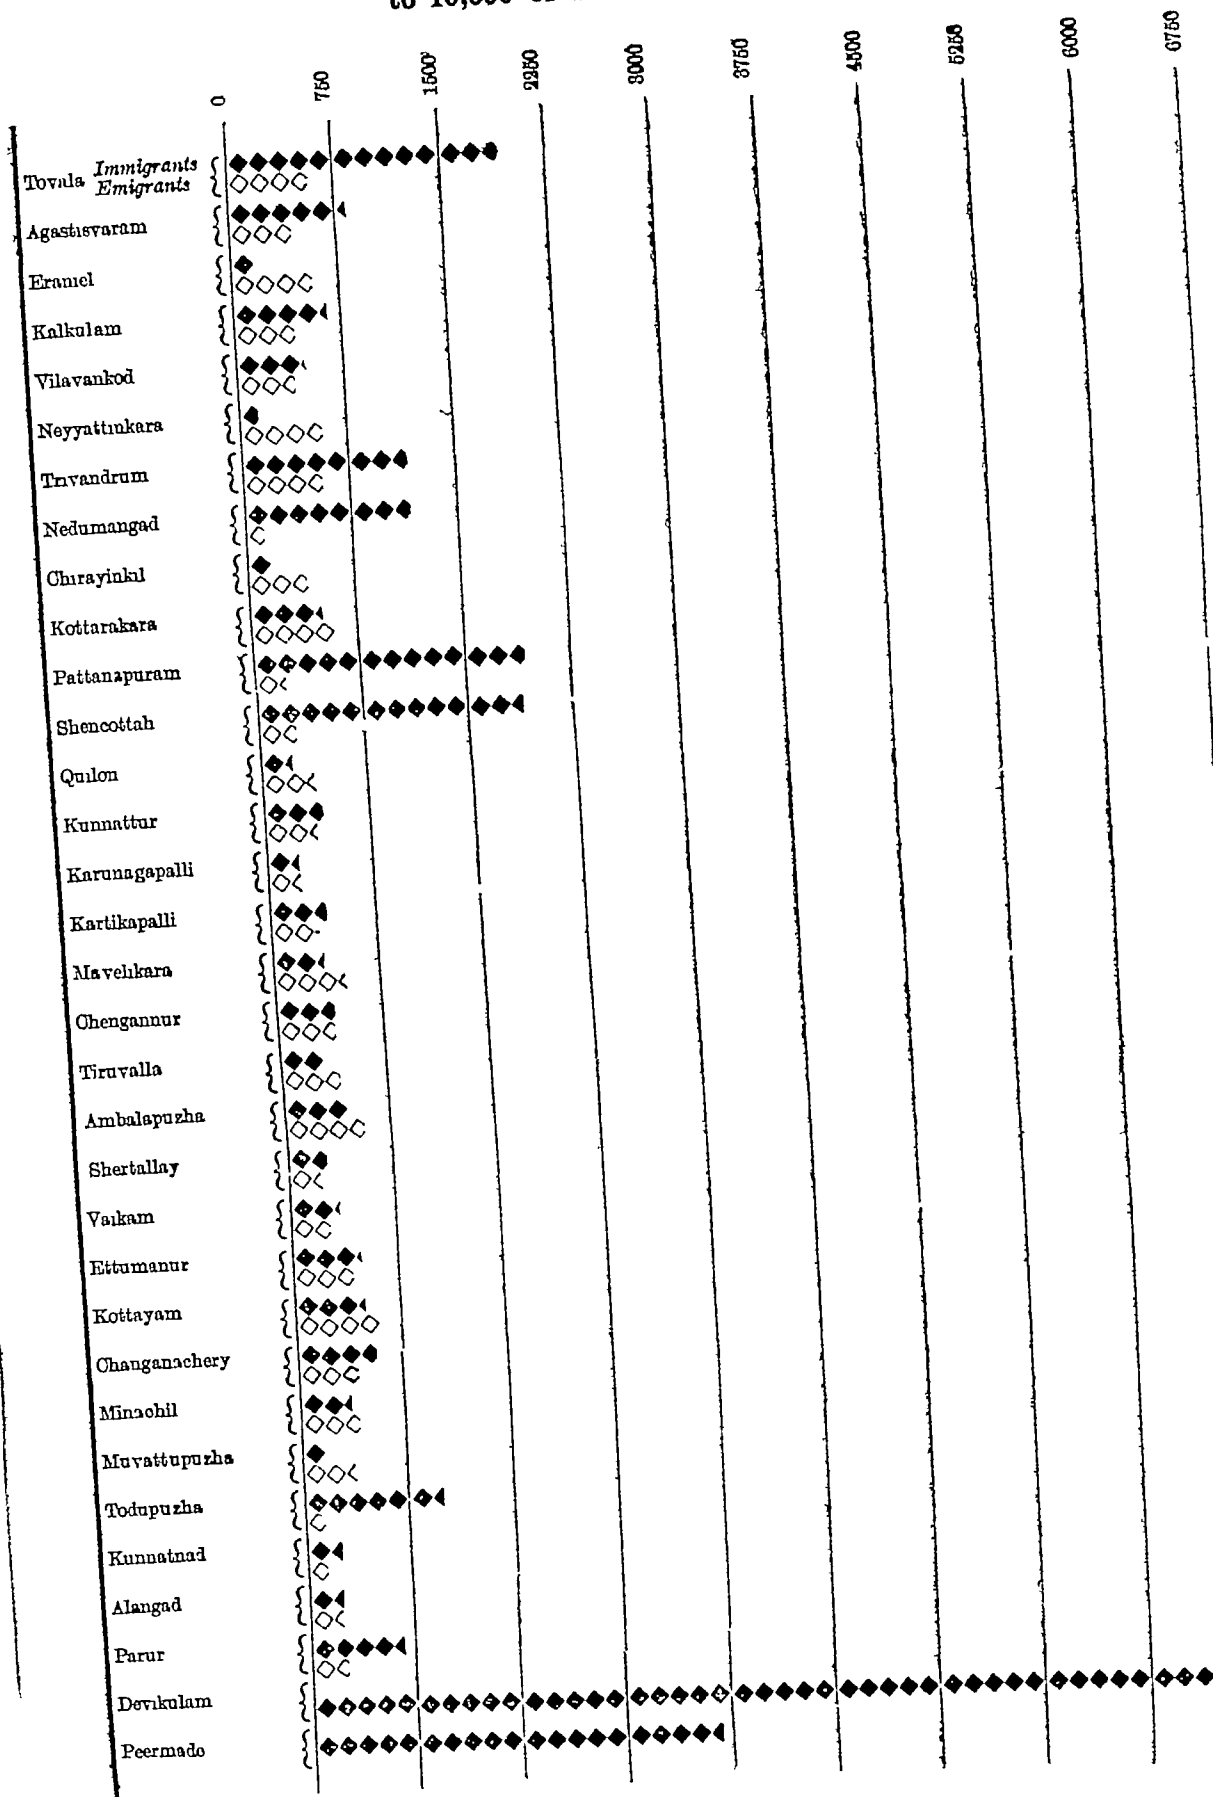 0 750 1500 2250 3000 3750 4500 5250 6000 6750
Tovala Immigrants
Emigrants
Agastisvaram
Eraniel
Kalkulam
Vilavankod
Neyyattinkara
Trivandrum
Nedumangad
Chirayinkil
Kottarakara
Pattanapuram
Shencottah
Quilon
Kunnattur
Karunagapalli
Kartikapalli
Mavelikara
Chengannur
Tiruvalla
Ambalapuzha
Shertallay
Vaikam
Ettumanur
Kottayam
Changanachery
Minachil
Muvattupuzha
Todupuzha
Kunnatnad
Alangad
Parur
Devikulam
Peermade